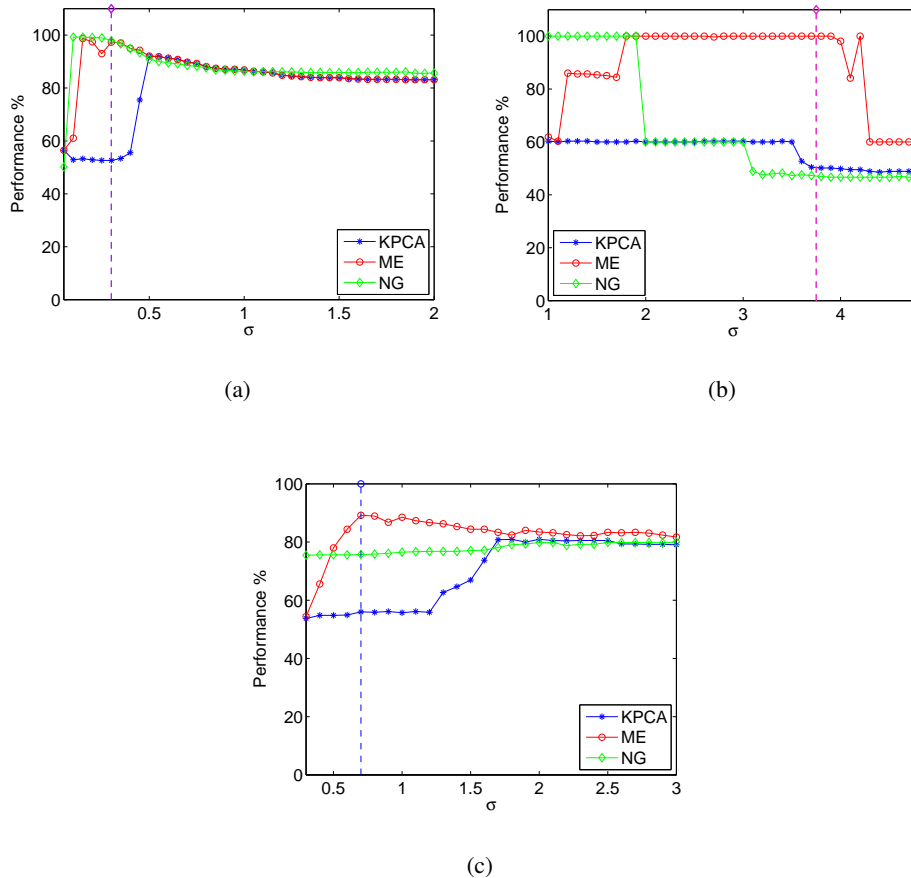 100
80
60
40
20
0
Performance %
0.5
1
1.5
2
σ
KPCA
ME
NG
(a)
100
80
60
40
20
0
Performance %
1
2
3
4
σ
KPCA
ME
NG
(b)
100
80
60
40
20
0
Performance %
0.5
1
1.5
2
2.5
3
σ
KPCA
ME
NG
(c)